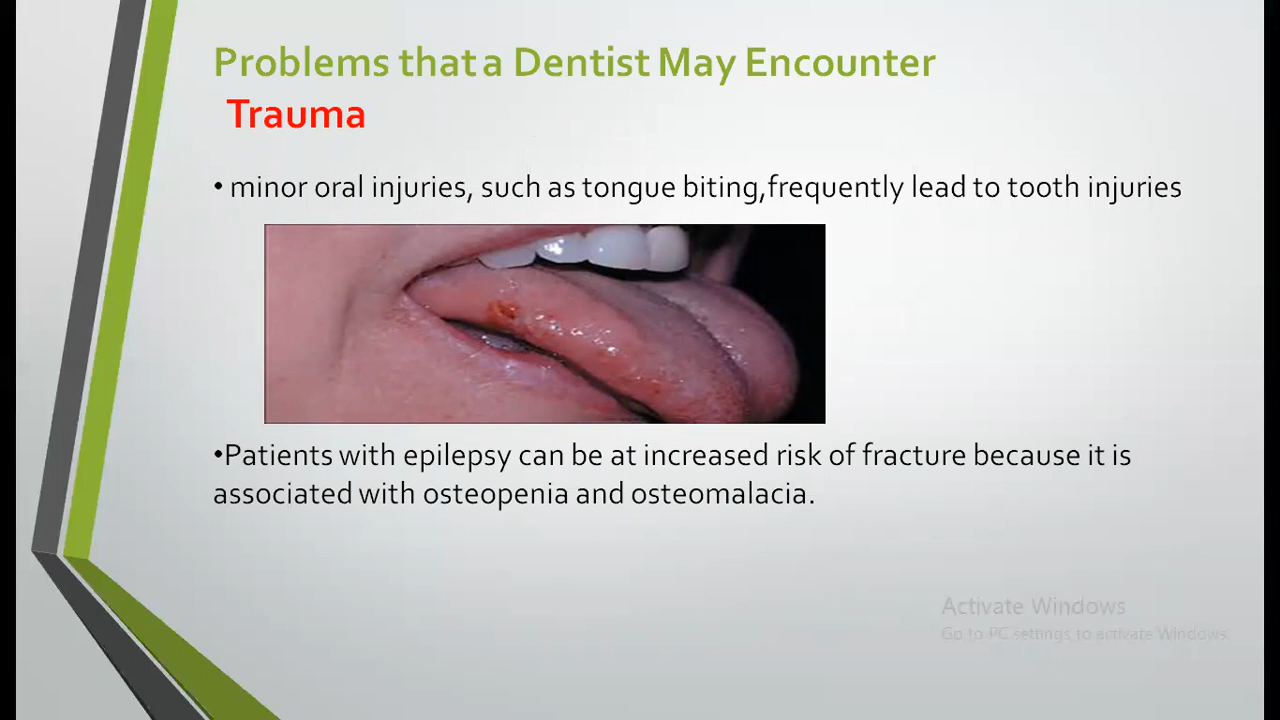 Problems that a Dentist May Encounter
Trauma
• minor oral injuries, such as tongue biting,frequently lead to tooth injuries
•Patients with epilepsy can be at increased risk of fracture because it is
associated with osteopenia and osteomalacia.
Activate Windows
Go to PC settings to activate Windows.